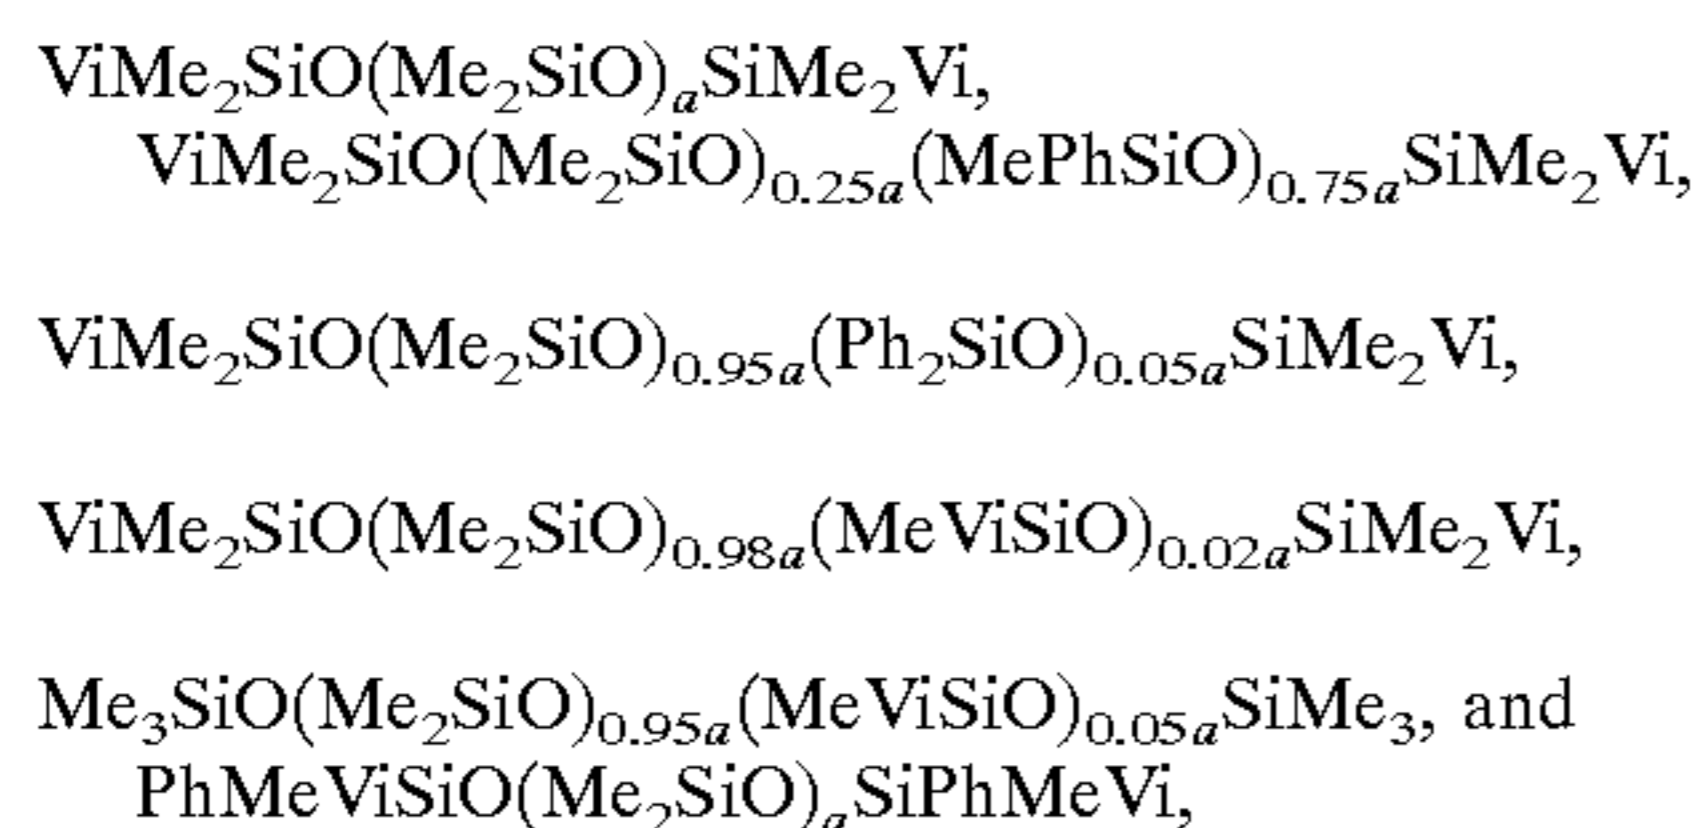 ViMe₂SiO(Me₂SiO)ₐSiMe₂Vi,
ViMe₂SiO(Me₂SiO)₀.₂₅ₐ(MePhSiO)₀.₇₅ₐSiMe₂Vi,
ViMe₂SiO(Me₂SiO)₀.₉₅ₐ(Ph₂SiO)₀.₀₅ₐSiMe₂Vi,
ViMe₂SiO(Me₂SiO)₀.₉₈ₐ(MeViSiO)₀.₀₂ₐSiMe₂Vi,
Me₃SiO(Me₂SiO)₀.₉₅ₐ(MeViSiO)₀.₀₅ₐSiMe₃, and
PhMeViSiO(Me₂SiO)ₐSiPhMeVi,